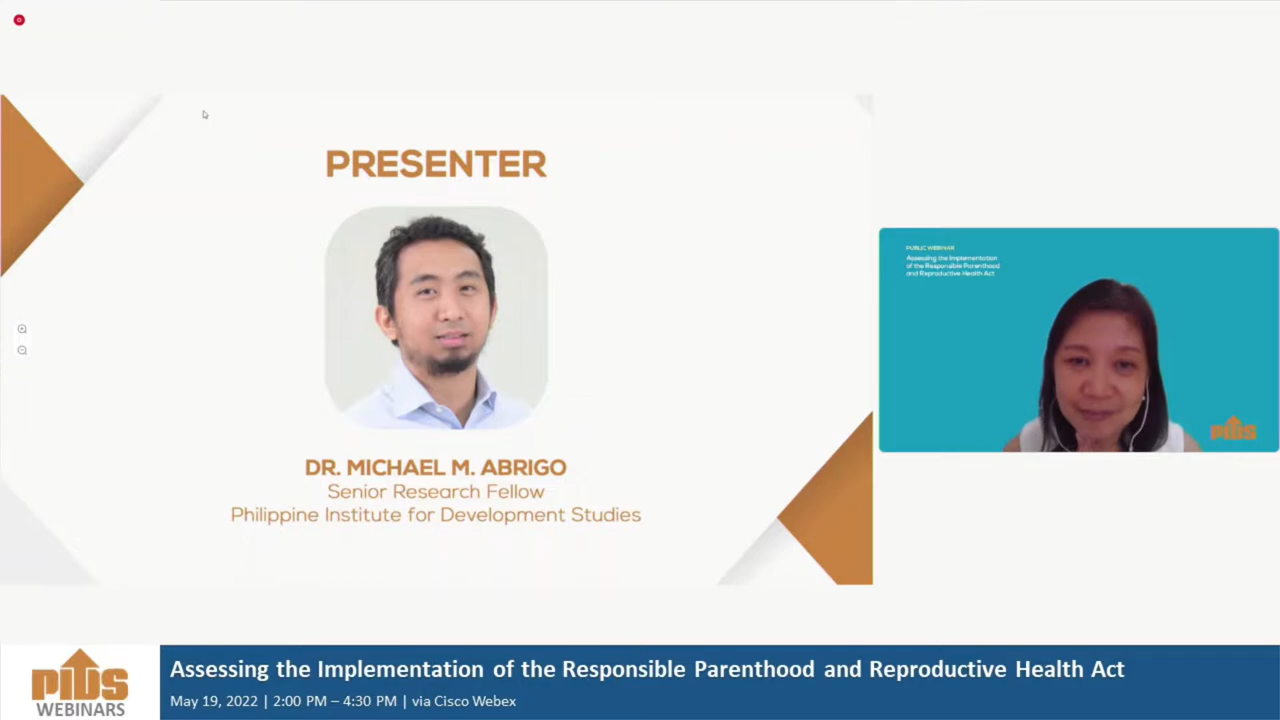 PRESENTER
DR. MICHAEL M. ABRIGO
Senior Research Fellow
Philippine Institute for Development Studies
PUBLIC WEBINAR
Assessing the Implementation
of the Responsible Parenthood
and Reproductive Health Act
PIDS
PIDS
WEBINARS
Assessing the Implementation of the Responsible Parenthood and Reproductive Health Act
May 19, 2022 | 2:00 PM – 4:30 PM | via Cisco Webex